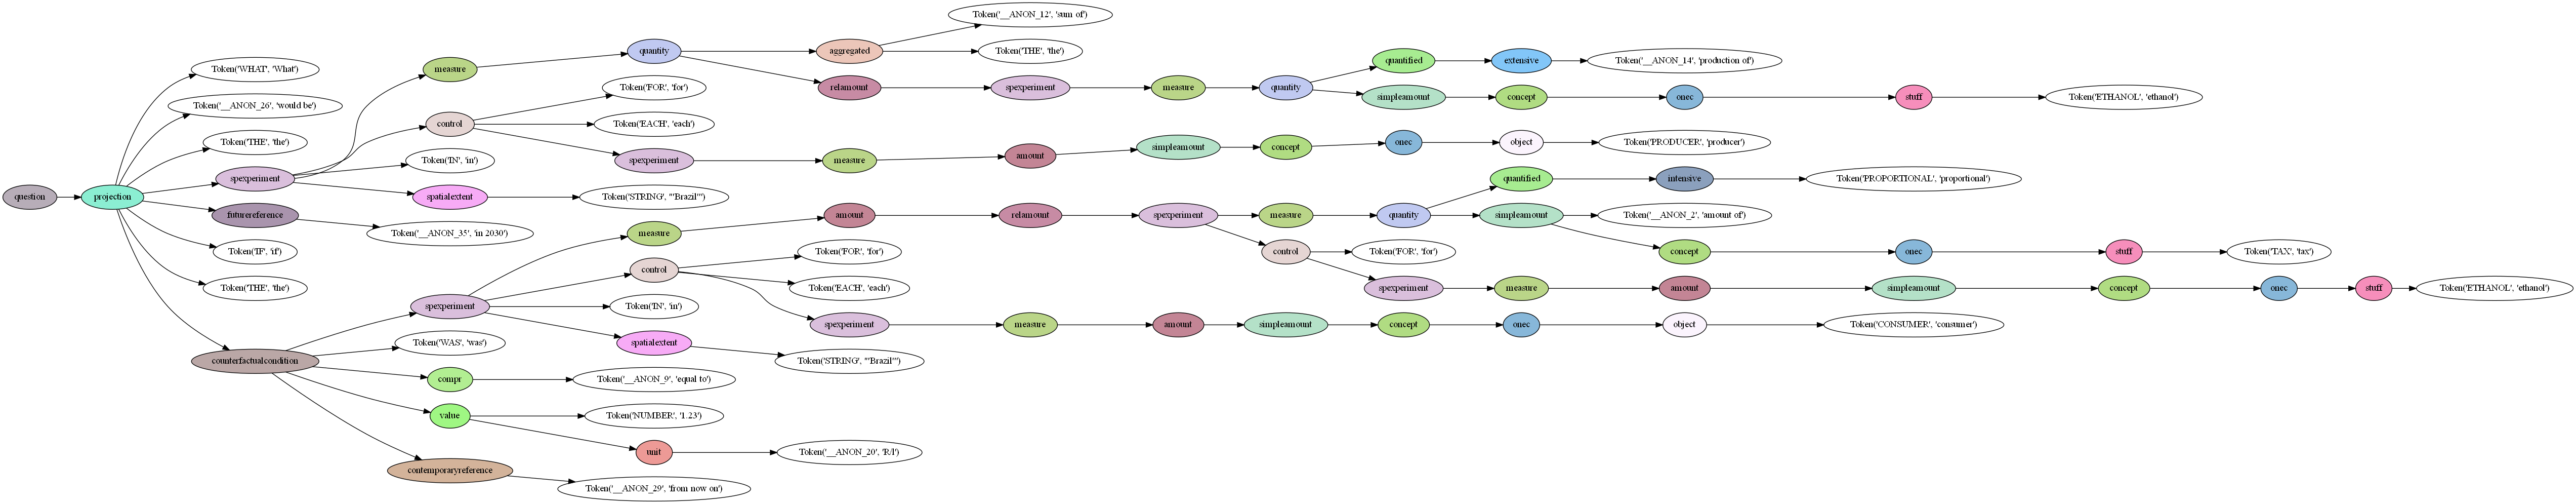 question
projection
Token('WHAT', 'What')
Token('__ANON_26', 'would be')
Token('THE', 'the')
spexperiment
measure
quantity
aggregated
Token('__ANON_12', 'sum of')
Token('THE', 'the')
relamount
spexperiment
measure
quantity
quantified
extensive
Token('__ANON_14', 'production of')
simpleamount
concept
onec
stuff
Token('ETHANOL', 'ethanol')
control
Token('FOR', 'for')
Token('EACH', 'each')
spexperiment
measure
amount
simpleamount
concept
onec
object
Token('PRODUCER', 'producer')
Token('IN', 'in')
spatialextent
Token('STRING', '"Brazil"')
futurereference
Token('__ANON_35', 'in 2030')
Token('IF', 'if')
Token('THE', 'the')
counterfactualcondition
spexperiment
measure
amount
relamount
spexperiment
measure
quantity
quantified
intensive
Token('PROPORTIONAL', 'proportional')
simpleamount
Token('__ANON_2', 'amount of')
concept
onec
stuff
Token('TAX', 'tax')
control
Token('FOR', 'for')
spexperiment
measure
amount
simpleamount
concept
onec
stuff
Token('ETHANOL', 'ethanol')
control
Token('FOR', 'for')
Token('EACH', 'each')
spexperiment
measure
amount
simpleamount
concept
onec
object
Token('CONSUMER', 'consumer')
Token('IN', 'in')
spatialextent
Token('STRING', '"Brazil"')
Token('WAS', 'was')
compr
Token('__ANON_9', 'equal to')
value
Token('NUMBER', '1.23')
unit
Token('__ANON_20', 'R/l')
contemporaryreference
Token('__ANON_29', 'from now on')